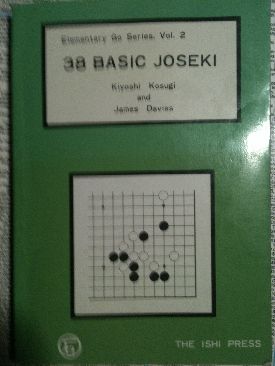 Elementary Go Series, Vol. 2
38 BASIC JOSEKI
Kiyoshi Kosugi
and
James Davies
THE ISHI PRESS